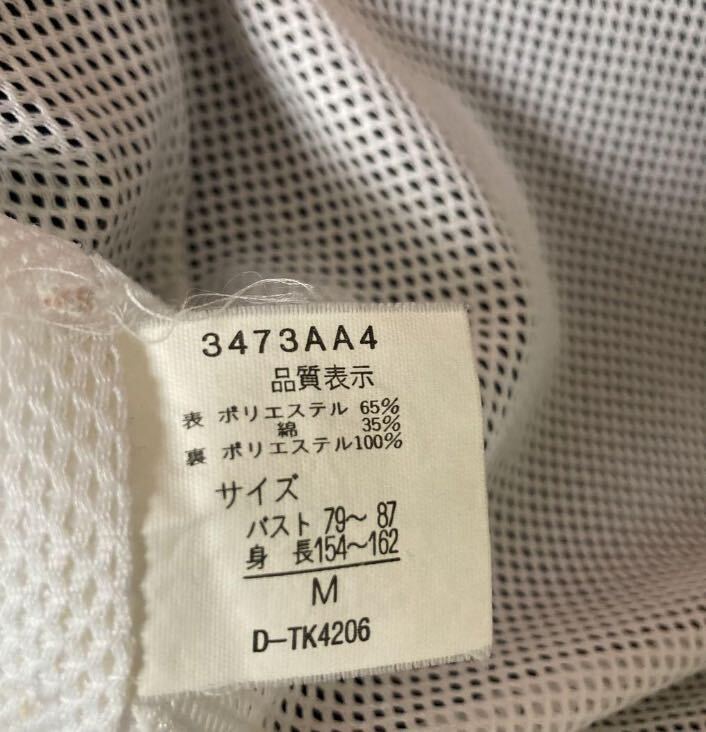 3473AA4
品質表示
表 ポリエステル 65%
綿 35%
裏 ポリエステル100%
サイズ
バスト 79〜 87
身 長154〜162
M
D-TK4206